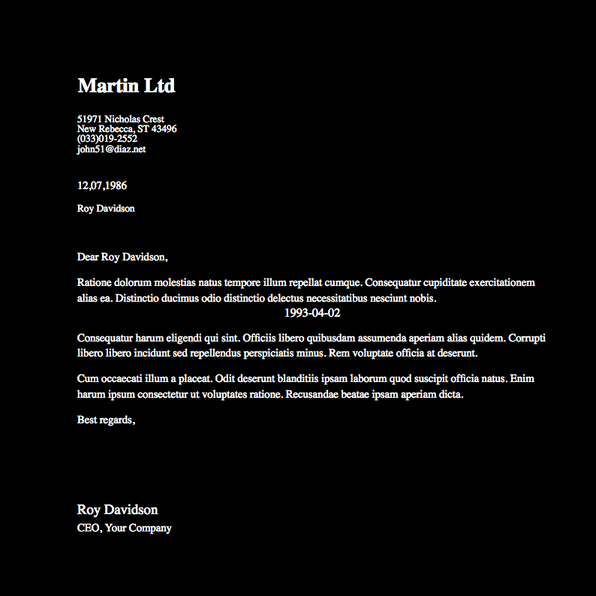 Martin Ltd
51971 Nicholas Crest
New Rebecca, ST 43496
(033)019-2552
john51@diaz.net
12,07,1986
Roy Davidson
Dear Roy Davidson,
Ratione dolorum molestias natus tempore illum repellat cumque. Consequatur cupiditate exercitationem
alias ea. Distinctio ducimus odio distinctio delectus necessitatibus nesciunt nobis.
1993-04-02
Consequatur harum eligendi qui sint. Officiis libero quibusdam assumenda aperiam alias quidem. Corrupti
libero libero incidunt sed repellendus perspiciatis minus. Rem voluptate officia at deserunt.
Cum occaecati illum a placeat. Odit deserunt blanditiis ipsam laborum quod suscipit officia natus. Enim
harum ipsum consectetur ut voluptates ratione. Recusandae beatae ipsam aperiam dicta.
Best regards,
Roy Davidson
CEO, Your Company